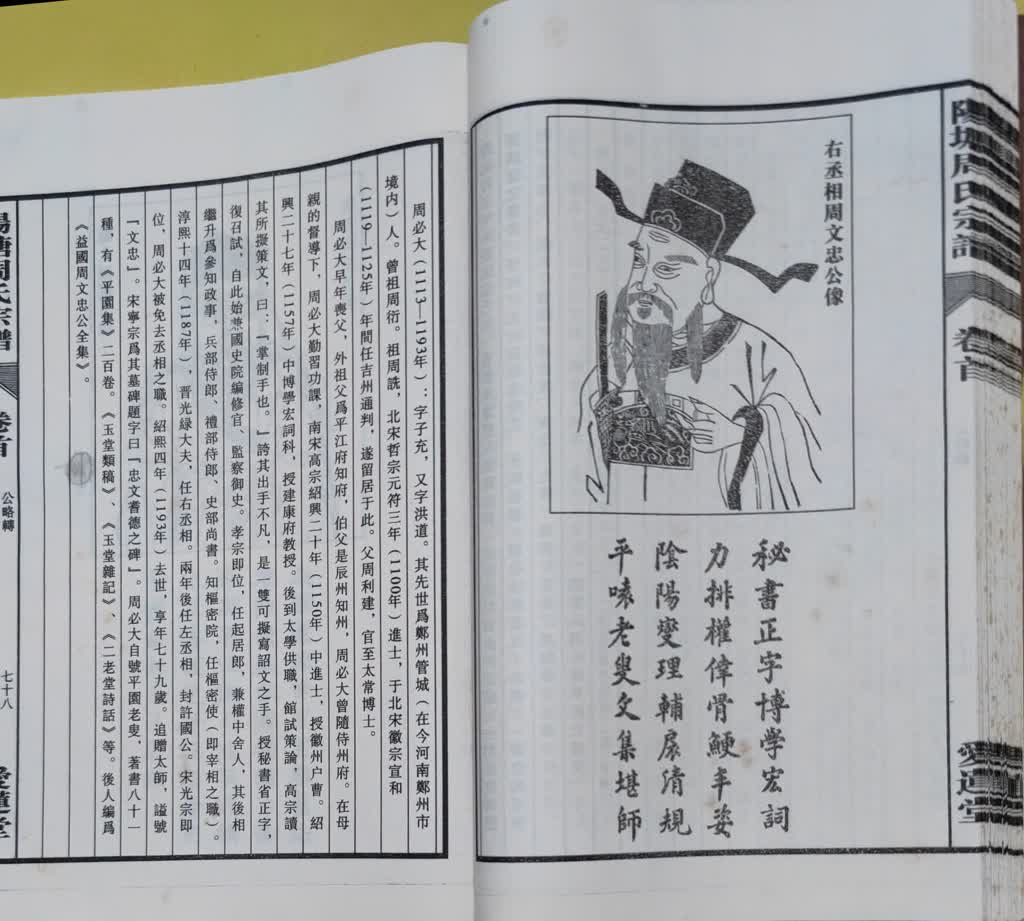 陽塘周氏宗譜
卷首
愛蓮堂
右丞相周文忠公像
秘書正字博學宏詞
力排權偉骨鯁丰姿
陰陽燮理輔扆清規
平園老叟文集堪師
周必大（1113—1193年）：字子充，又字洪道。其先世爲鄭州管城（在今河南鄭州市
境内）人。曾祖周衍。祖周詵，北宋哲宗元符三年（1100年）進士，于北宋徽宗宣和
（1119—1125年）年間任吉州通判，遂留居于此。父周利建，官至太常博士。
周必大早年喪父，外祖父爲平江府知府，伯父是辰州知州，周必大曾隨侍州府。在母
親的督導下，周必大勤習功課，南宋高宗紹興二十年（1150年）中進士，授徽州户曹。紹
興二十七年（1157年）中博學宏詞科，授建康府教授。後到太學供職，館試策論，高宗讀
其所擬策文，曰：「掌制手也。」誇其出手不凡，是一雙可擬寫詔文之手。授秘書省正字，
復召試，自此始兼國史院編修官、監察御史。孝宗即位，任起居郎，兼權中舍人，其後相
繼升爲參知政事，兵部侍郎、禮部侍郎、史部尚書。知樞密院，任樞密使（即宰相之職）。
淳熙十四年（1187年），晋光緑大夫，任右丞相。兩年後任左丞相，封許國公。宋光宗即
位，周必大被免去丞相之職。紹熙四年（1193年）去世，享年七十九歲。追贈太師，謚號
「文忠」。宋寧宗爲其墓碑題字曰『忠文耆德之碑』。周必大自號平園老叟，著書八十一
種，有《平園集》二百卷。《玉堂類稿》、《玉堂雜記》、《二老堂詩話》等。後人編爲
《益國周文忠公全集》。
陽塘周氏宗譜
卷首
公略轉
七十八
愛蓮堂